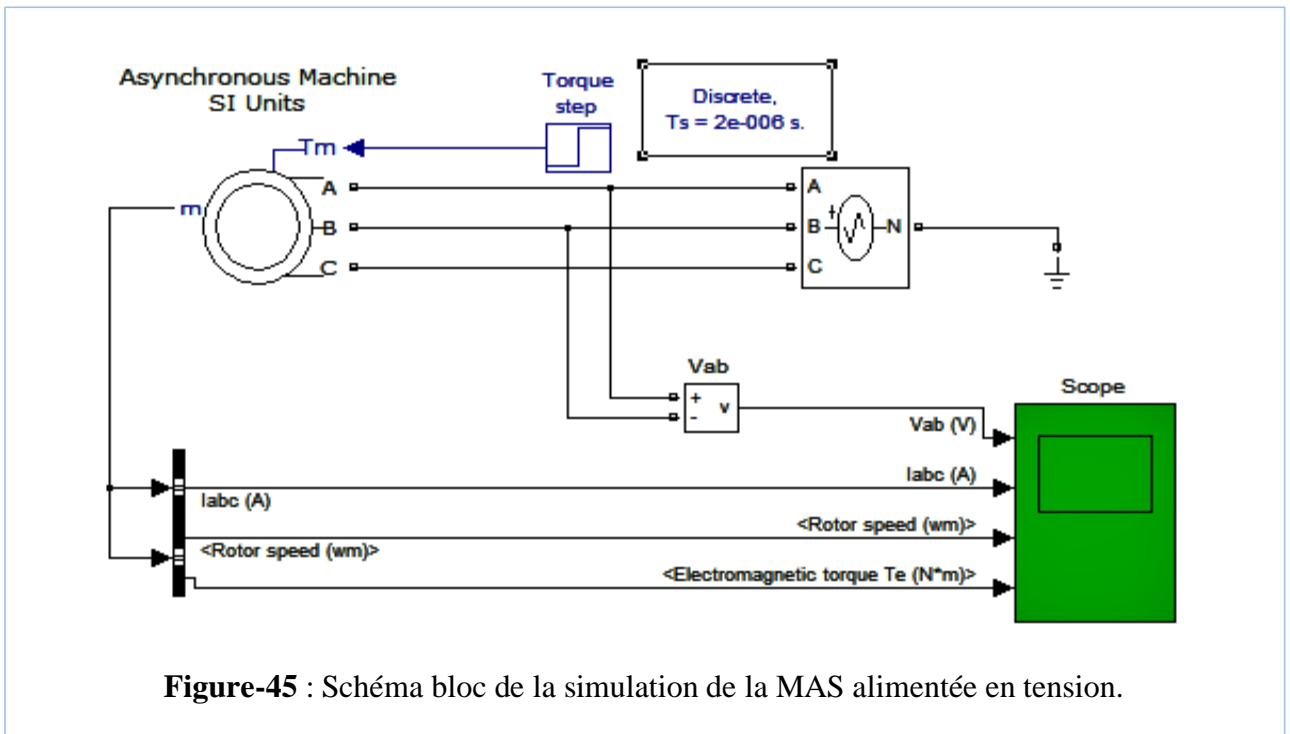 Asynchronous Machine
SI Units
Torque
step
Discrete,
Ts = 2e-006 s.
Tm
m
A
B
C
A
B
C
+
N
Vab
+
-
v
Scope
Vab (V)
Iabc (A)
Iabc (A)
<Rotor speed (wm)>
<Rotor speed (wm)>
<Electromagnetic torque Te (N*m)>
Figure-45 : Schéma bloc de la simulation de la MAS alimentée en tension.